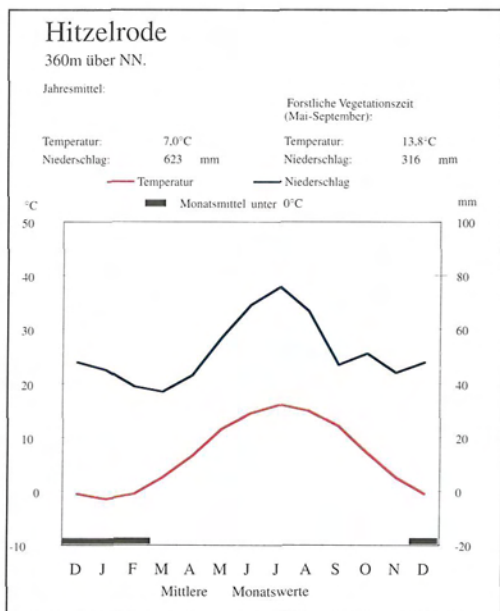 Hitzelrode
360m über NN.
Jahresmittel:
Forstliche Vegetationszeit
(Mai-September):
Temperatur: 7,0°C Temperatur: 13,8°C
Niederschlag: 623 mm Niederschlag: 316 mm
Temperatur Niederschlag
°C Monatsmittel unter 0°C mm
50 100
40 80
30 60
20 40
10 20
0 0
-10 -20
D J F M A M J J A S O N D
Mittlere Monatswerte